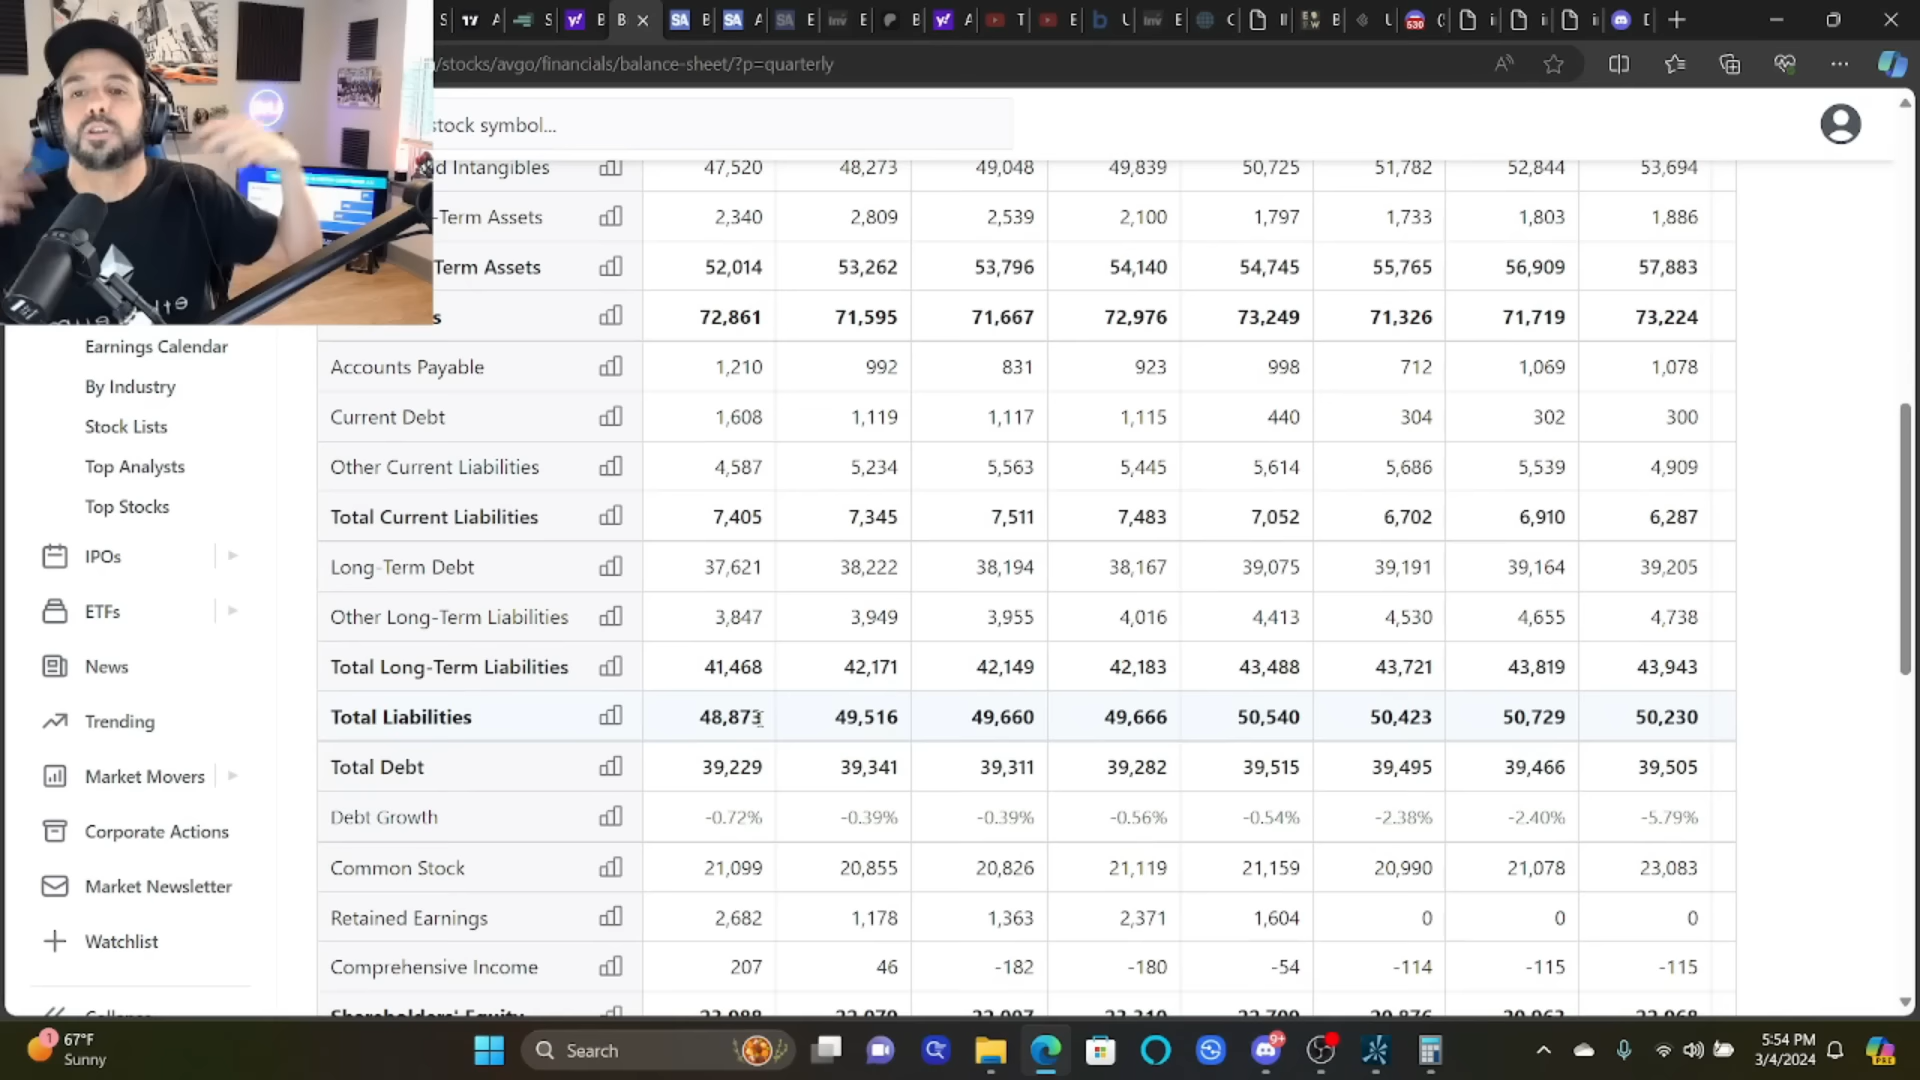 S S B B SA B SA A SA E inv E B A T E b U inv E C I B U 530
/stocks/avgo/financials/balance-sheet/?p=quarterly
stock symbol...
d Intangibles 47,520 48,273 49,048 49,839 50,725 51,782 52,844 53,694
-Term Assets 2,340 2,809 2,539 2,100 1,797 1,733 1,803 1,886
Term Assets 52,014 53,262 53,796 54,140 54,745 55,765 56,909 57,883
s 72,861 71,595 71,667 72,976 73,249 71,326 71,719 73,224
Accounts Payable 1,210 992 831 923 998 712 1,069 1,078
Current Debt 1,608 1,119 1,117 1,115 440 304 302 300
Other Current Liabilities 4,587 5,234 5,563 5,445 5,614 5,686 5,539 4,909
Total Current Liabilities 7,405 7,345 7,511 7,483 7,052 6,702 6,910 6,287
Long-Term Debt 37,621 38,222 38,194 38,167 39,075 39,191 39,164 39,205
Other Long-Term Liabilities 3,847 3,949 3,955 4,016 4,413 4,530 4,655 4,738
Total Long-Term Liabilities 41,468 42,171 42,149 42,183 43,488 43,721 43,819 43,943
Total Liabilities 48,873 49,516 49,660 49,666 50,540 50,423 50,729 50,230
Total Debt 39,229 39,341 39,311 39,282 39,515 39,495 39,466 39,505
Debt Growth -0.72% -0.39% -0.39% -0.56% -0.54% -2.38% -2.40% -5.79%
Common Stock 21,099 20,855 20,826 21,119 21,159 20,990 21,078 23,083
Retained Earnings 2,682 1,178 1,363 2,371 1,604 0 0 0
Comprehensive Income 207 46 -182 -180 -54 -114 -115 -115
Shareholders' Equity
Earnings Calendar
By Industry
Stock Lists
Top Analysts
Top Stocks
IPOs
ETFs
News
Trending
Market Movers
Corporate Actions
Market Newsletter
Watchlist
Collapse
67°F
Sunny
Search
9+
5:54 PM
3/4/2024
PRE